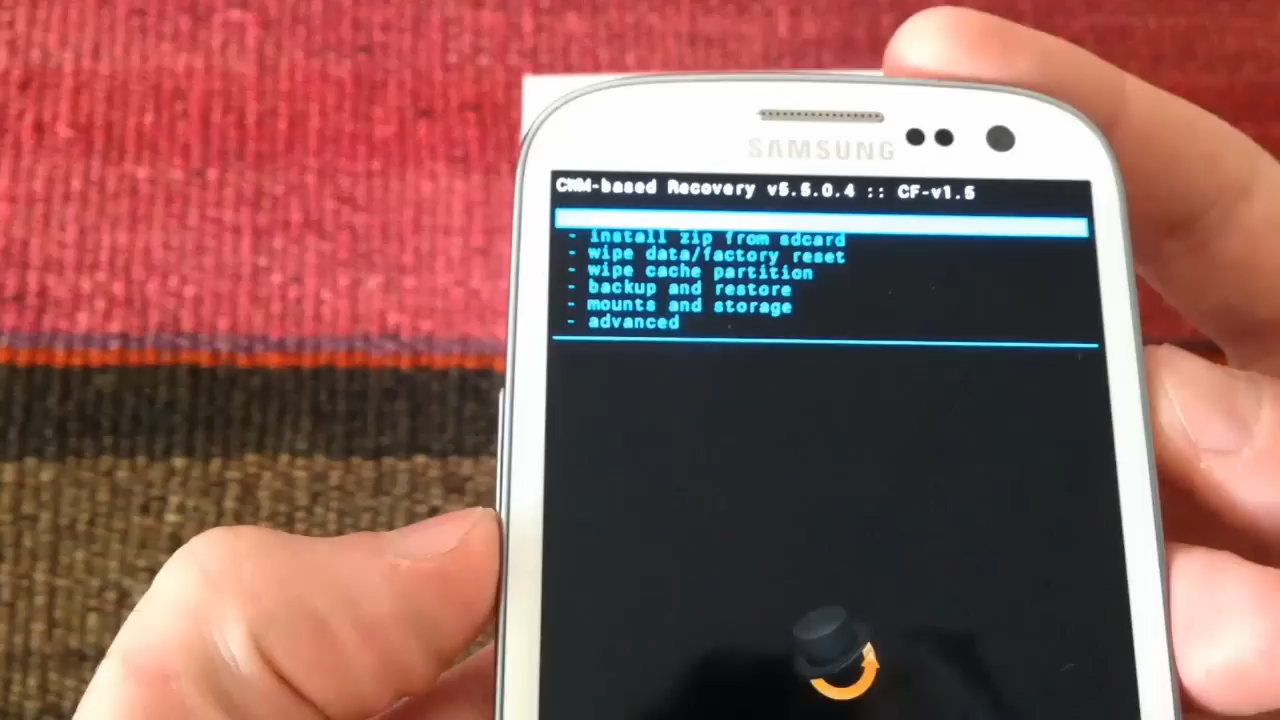 SAMSUNG
CWM-based Recovery v5.5.0.4 :: CF-v1.5
- install zip from sdcard
- wipe data/factory reset
- wipe cache partition
- backup and restore
- mounts and storage
- advanced